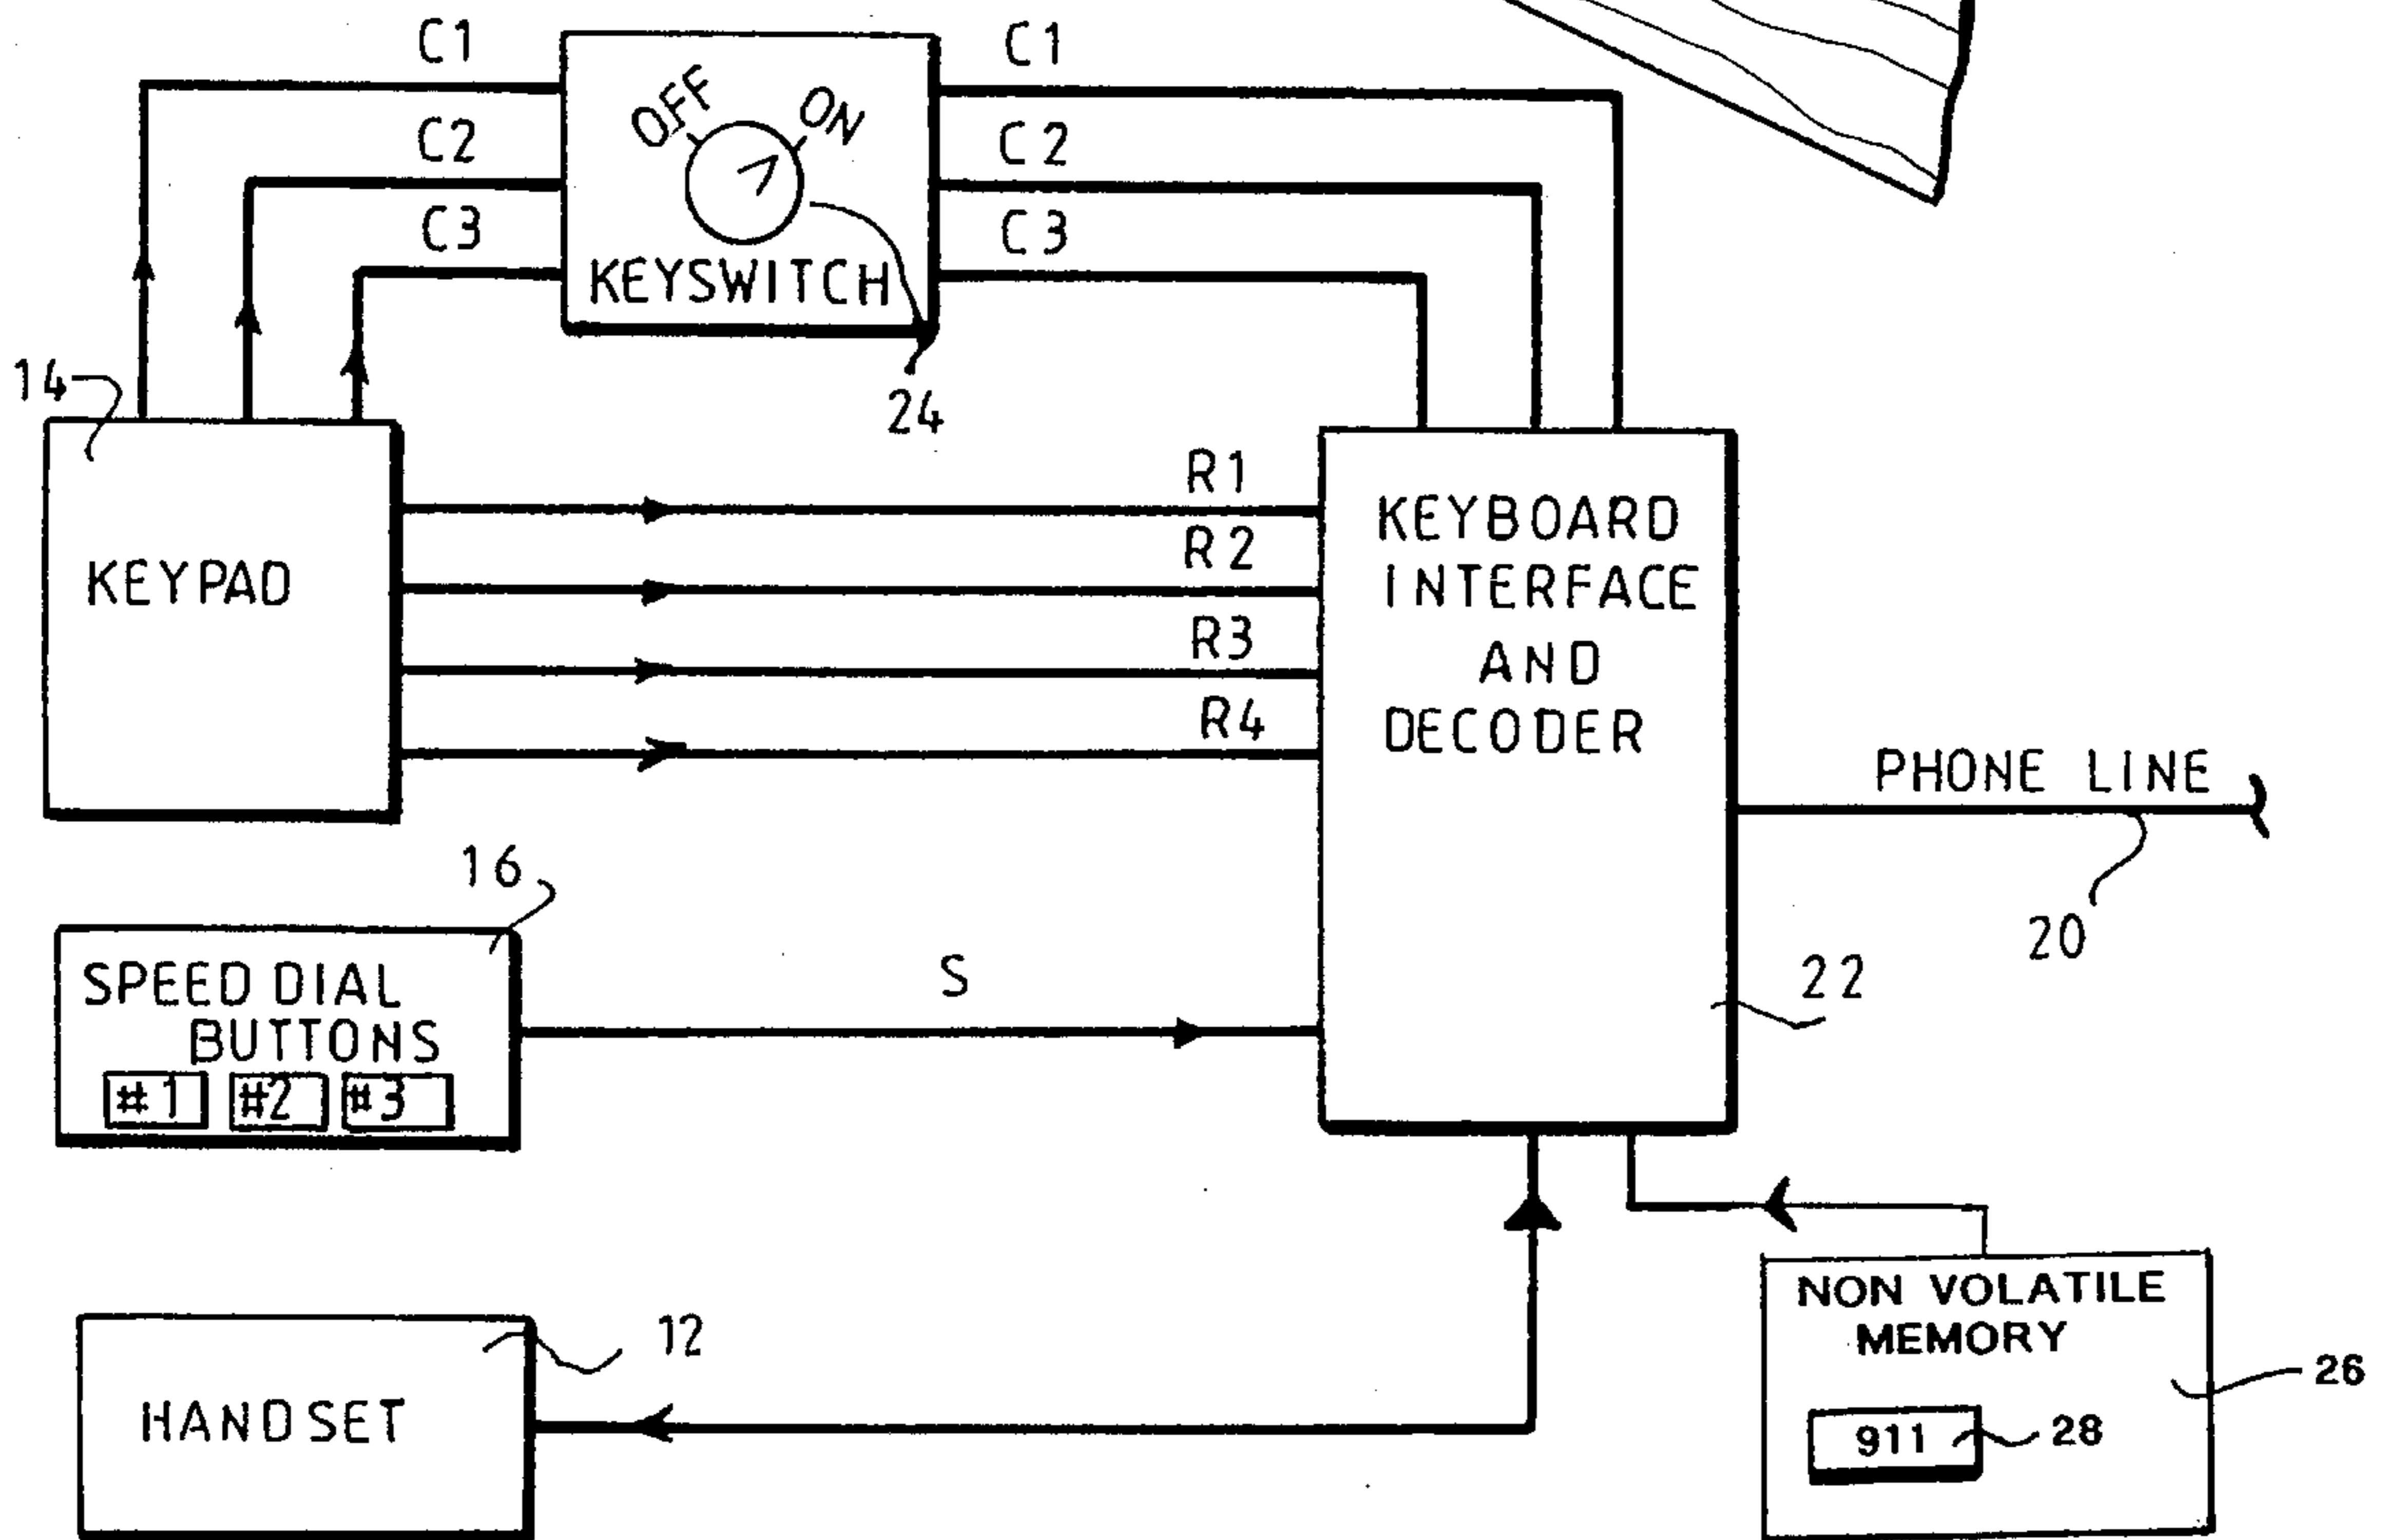 C1
C1
OFF
ON
C2
C2
C3
C3
KEYSWITCH
14
24
R1
KEYBOARD
R2
INTERFACE
KEYPAD
R3
AND
R4
DECODER
PHONE LINE
16
20
SPEED DIAL
S
22
BUTTONS
#1 #2 #3
NON VOLATILE
MEMORY
12
26
HANDSET
911
28